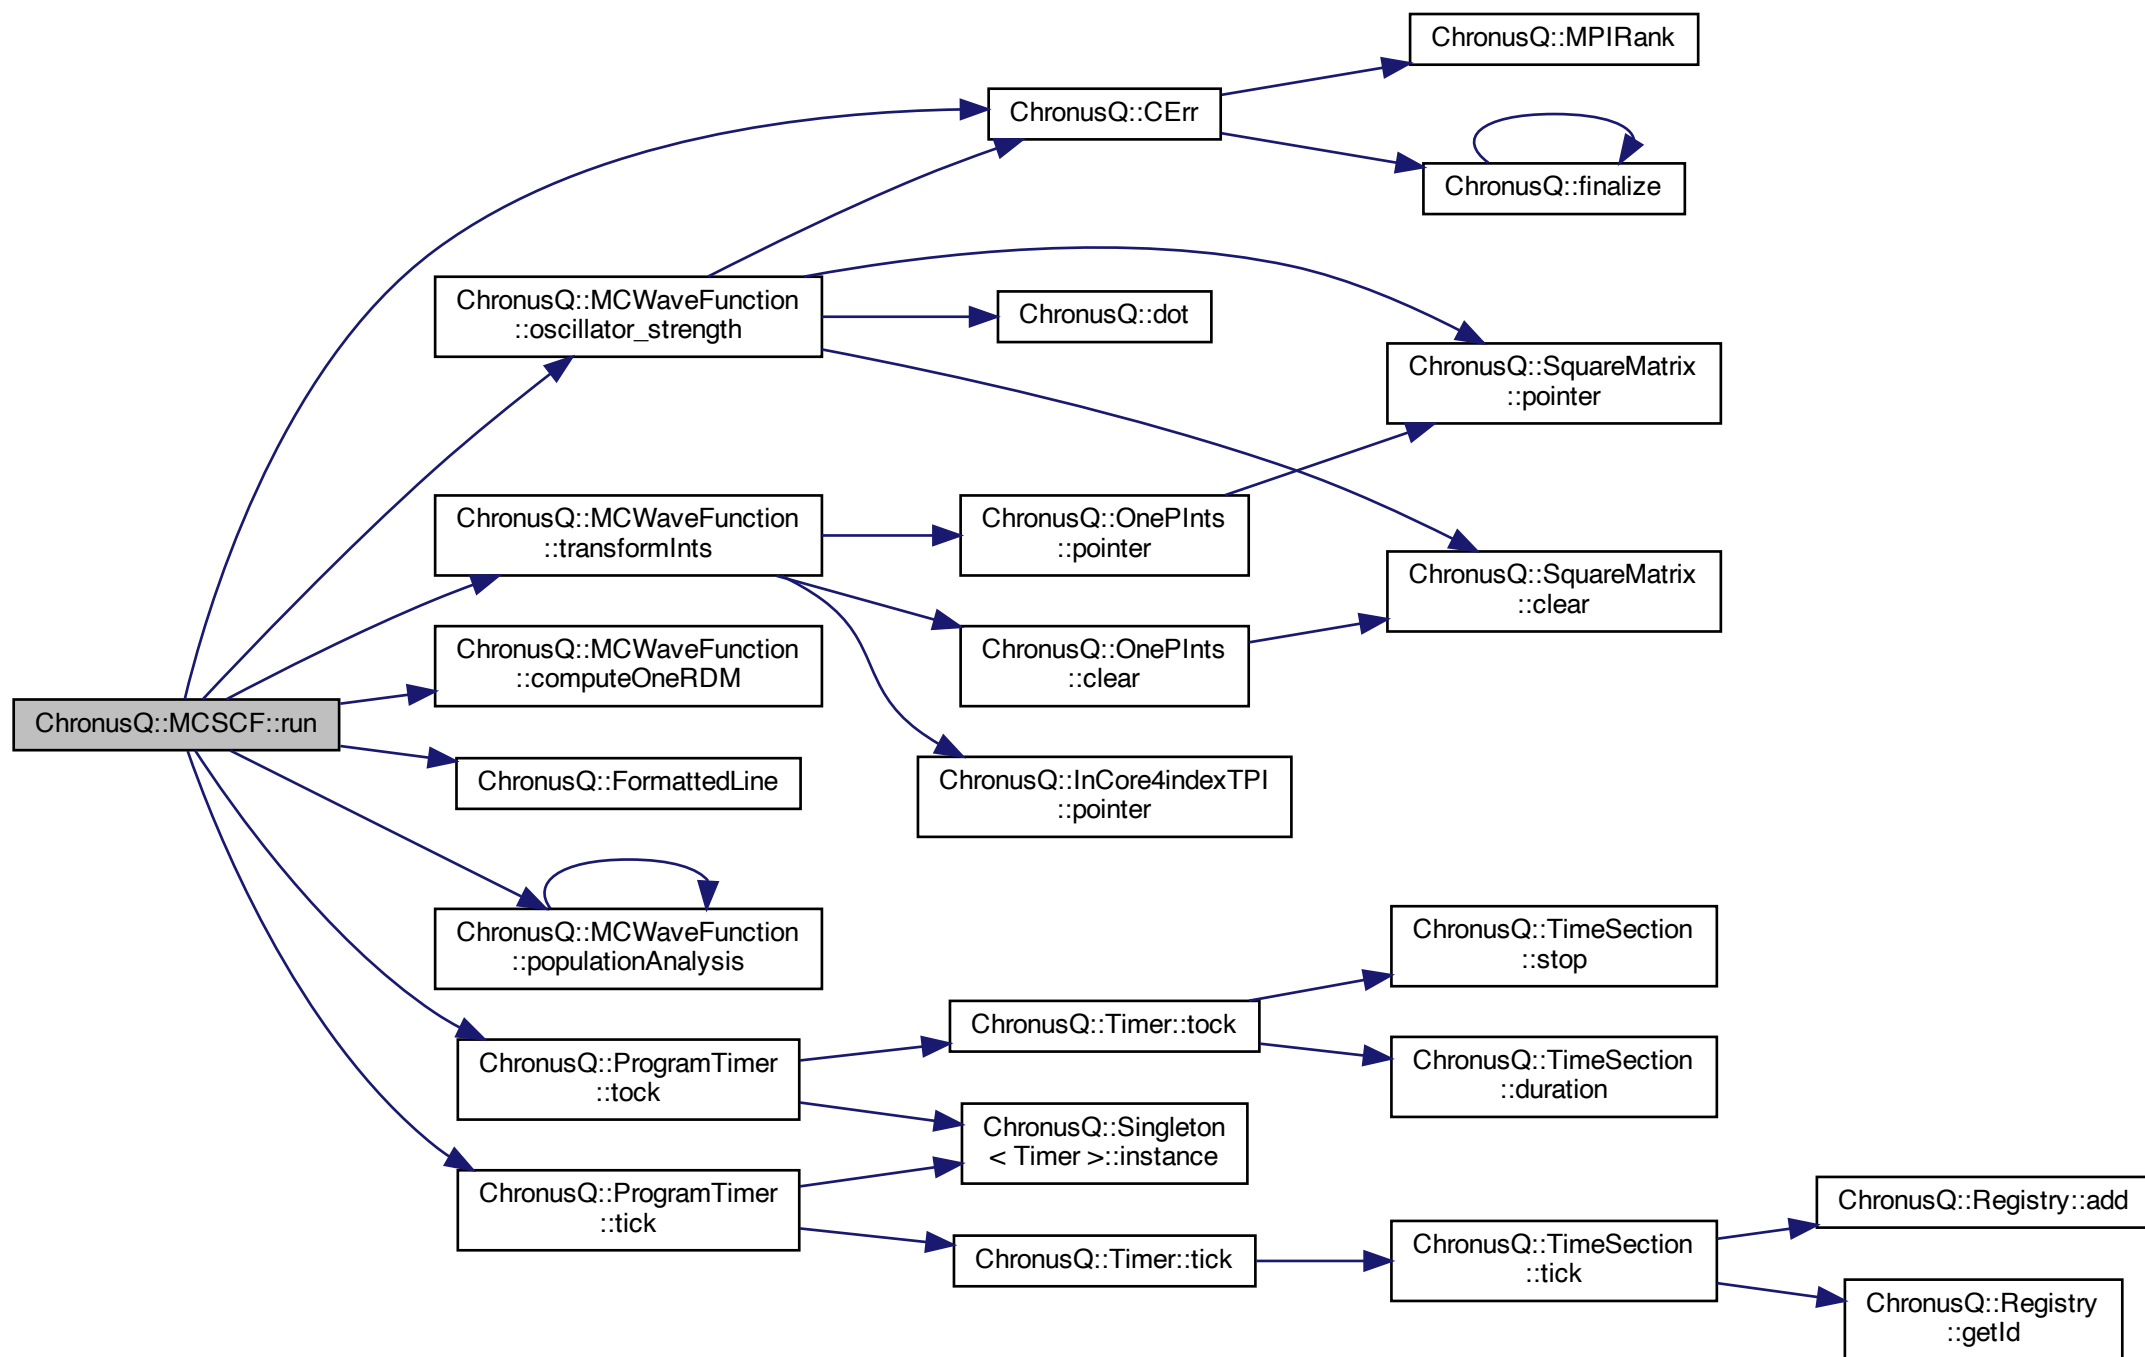 ChronusQ::MPIRank
ChronusQ::CErr
ChronusQ::finalize
ChronusQ::MCWaveFunction
::oscillator_strength
ChronusQ::dot
ChronusQ::SquareMatrix
::pointer
ChronusQ::MCWaveFunction
::transformInts
ChronusQ::OnePInts
::pointer
ChronusQ::SquareMatrix
::clear
ChronusQ::MCWaveFunction
::computeOneRDM
ChronusQ::OnePInts
::clear
ChronusQ::MCSCF::run
ChronusQ::FormattedLine
ChronusQ::InCore4indexTPI
::pointer
ChronusQ::MCWaveFunction
::populationAnalysis
ChronusQ::TimeSection
::stop
ChronusQ::Timer::tock
ChronusQ::ProgramTimer
::tock
ChronusQ::TimeSection
::duration
ChronusQ::Singleton
< Timer >::instance
ChronusQ::ProgramTimer
::tick
ChronusQ::Registry::add
ChronusQ::Timer::tick
ChronusQ::TimeSection
::tick
ChronusQ::Registry
::getId